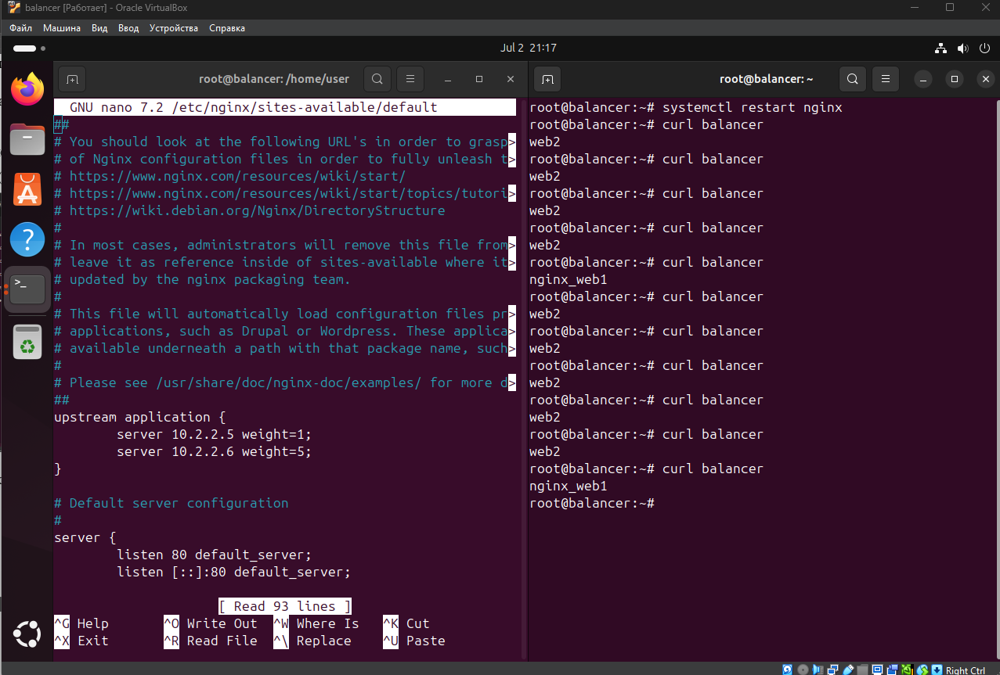 balancer [Работает] - Oracle VirtualBox
Файл Машина Вид Ввод Устройства Справка
Jul 2 21:17
root@balancer: /home/user
GNU nano 7.2 /etc/nginx/sites-available/default
##
# You should look at the following URL's in order to grasp>
# of Nginx configuration files in order to fully unleash t>
# https://www.nginx.com/resources/wiki/start/
# https://www.nginx.com/resources/wiki/start/topics/tutori>
# https://wiki.debian.org/Nginx/DirectoryStructure
#
# In most cases, administrators will remove this file from>
# leave it as reference inside of sites-available where it>
# updated by the nginx packaging team.
#
# This file will automatically load configuration files pr>
# applications, such as Drupal or Wordpress. These applica>
# available underneath a path with that package name, such>
#
# Please see /usr/share/doc/nginx-doc/examples/ for more d>
##
upstream application {
server 10.2.2.5 weight=1;
server 10.2.2.6 weight=5;
}
# Default server configuration
#
server {
listen 80 default_server;
listen [::]:80 default_server;
[ Read 93 lines ]
^G Help ^O Write Out ^W Where Is ^K Cut
^X Exit ^R Read File ^\ Replace ^U Paste
root@balancer: ~
root@balancer:~# systemctl restart nginx
root@balancer:~# curl balancer
web2
root@balancer:~# curl balancer
web2
root@balancer:~# curl balancer
web2
root@balancer:~# curl balancer
web2
root@balancer:~# curl balancer
nginx_web1
root@balancer:~# curl balancer
web2
root@balancer:~# curl balancer
web2
root@balancer:~# curl balancer
web2
root@balancer:~# curl balancer
web2
root@balancer:~# curl balancer
web2
root@balancer:~# curl balancer
nginx_web1
root@balancer:~#
Right Ctrl